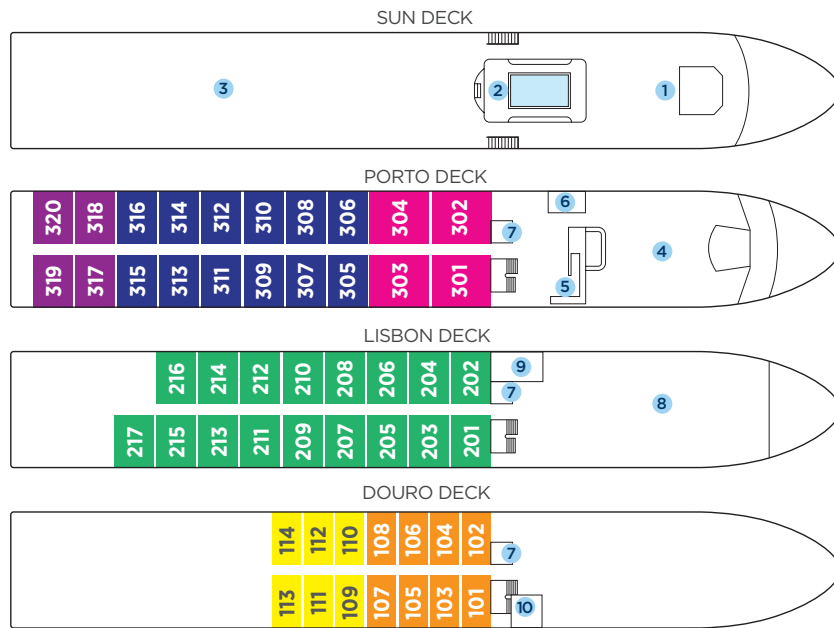 SUN DECK
3
2
1
PORTO DECK
320 318 316 314 312 310 308 306 304 302
6
7
4
319 317 315 313 311 309 307 305 303 301
5
LISBON DECK
216 214 212 210 208 206 204 202
9
7
8
217 215 213 211 209 207 205 203 201
DOURO DECK
114 112 110 108 106 104 102
7
113 111 109 107 105 103 101
10